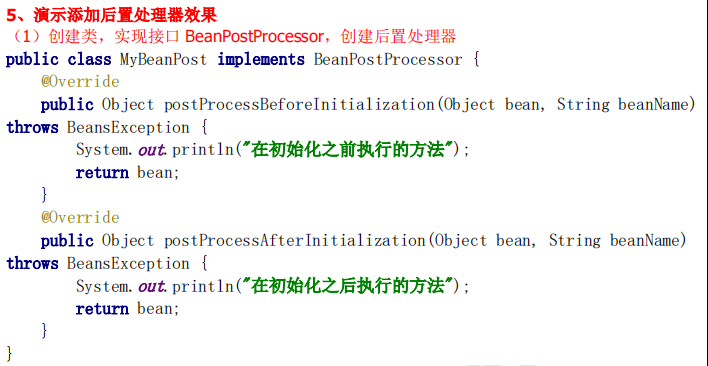 5、演示添加后置处理器效果
（1）创建类，实现接口 BeanPostProcessor，创建后置处理器
public class MyBeanPost implements BeanPostProcessor {
    @Override
    public Object postProcessBeforeInitialization(Object bean, String beanName)
throws BeansException {
        System.out.println("在初始化之前执行的方法");
        return bean;
    }
    @Override
    public Object postProcessAfterInitialization(Object bean, String beanName)
throws BeansException {
        System.out.println("在初始化之后执行的方法");
        return bean;
    }
}